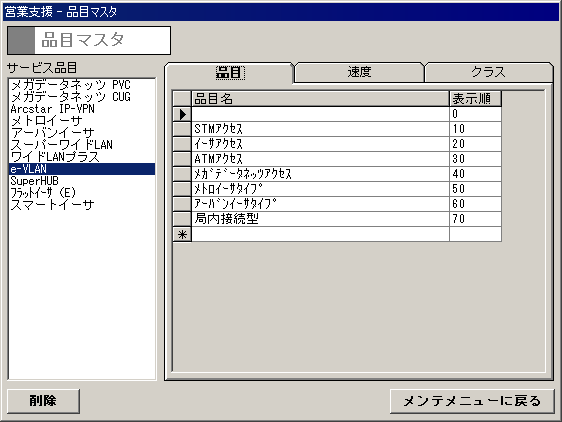 営業支援 - 品目マスタ
品目マスタ
サービス品目
メガデータネッツ PVC
メガデータネッツ CUG
Arcstar IP-VPN
メトロイーサ
アーバンイーサ
スーパーワイドLAN
ワイドLANプラス
e-VLAN
SuperHUB
ﾌﾗｯﾄｲｰｻ (E)
スマートイーサ
品目 速度 クラス
品目名 表示順
0
STMｱｸｾｽ 10
ｲｰｻｱｸｾｽ 20
ATMｱｸｾｽ 30
ﾒｶﾞﾃﾞｰﾀﾈｯﾂｱｸｾｽ 40
ﾒﾄﾛｲｰｻﾀｲﾌﾟ 50
ｱｰﾊﾞﾝｲｰｻﾀｲﾌﾟ 60
局内接続型 70
削除 メンテメニューに戻る